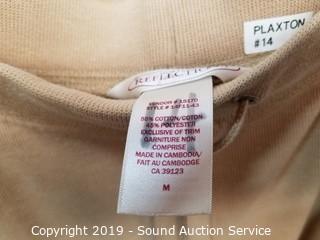 PLAXTON
#14
REFLECTIONS
VENDOR # 15170
STYLE # 14F11-43
55% COTTON/COTON
45% POLYESTER
EXCLUSIVE OF TRIM
GARNITURE NON
COMPRISE
MADE IN CAMBODIA/
FAIT AU CAMBODGE
CA 39123
M
Copyright 2019 - Sound Auction Service